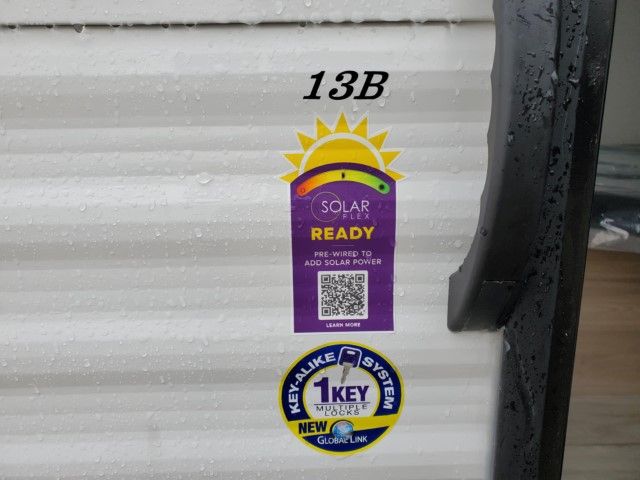 13B
SOLAR
FLEX
READY
PRE-WIRED TO
ADD SOLAR POWER
LEARN MORE
KEY-ALIKE SYSTEM
1KEY
MULTIPLE
LOCKS
NEW
GLOBAL LINK